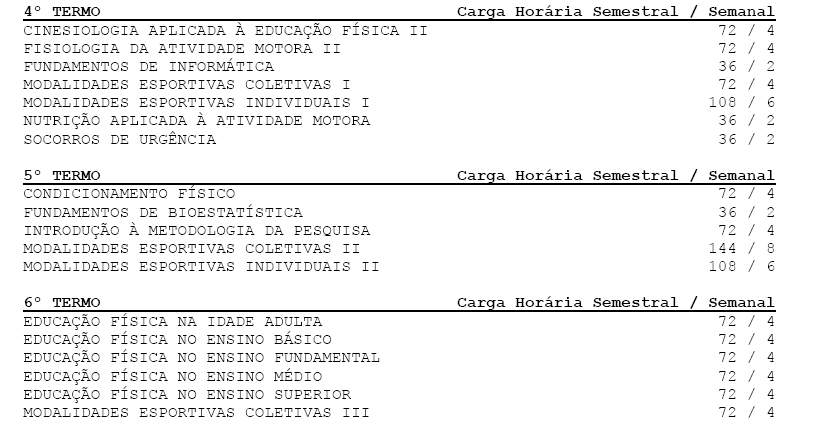 4º TERMO Carga Horária Semestral / Semanal
CINESIOLOGIA APLICADA À EDUCAÇÃO FÍSICA II 72 / 4
FISIOLOGIA DA ATIVIDADE MOTORA II 72 / 4
FUNDAMENTOS DE INFORMÁTICA 36 / 2
MODALIDADES ESPORTIVAS COLETIVAS I 72 / 4
MODALIDADES ESPORTIVAS INDIVIDUAIS I 108 / 6
NUTRIÇÃO APLICADA À ATIVIDADE MOTORA 36 / 2
SOCORROS DE URGÊNCIA 36 / 2
5º TERMO Carga Horária Semestral / Semanal
CONDICIONAMENTO FÍSICO 72 / 4
FUNDAMENTOS DE BIOESTATÍSTICA 36 / 2
INTRODUÇÃO À METODOLOGIA DA PESQUISA 72 / 4
MODALIDADES ESPORTIVAS COLETIVAS II 144 / 8
MODALIDADES ESPORTIVAS INDIVIDUAIS II 108 / 6
6º TERMO Carga Horária Semestral / Semanal
EDUCAÇÃO FÍSICA NA IDADE ADULTA 72 / 4
EDUCAÇÃO FÍSICA NO ENSINO BÁSICO 72 / 4
EDUCAÇÃO FÍSICA NO ENSINO FUNDAMENTAL 72 / 4
EDUCAÇÃO FÍSICA NO ENSINO MÉDIO 72 / 4
EDUCAÇÃO FÍSICA NO ENSINO SUPERIOR 72 / 4
MODALIDADES ESPORTIVAS COLETIVAS III 72 / 4